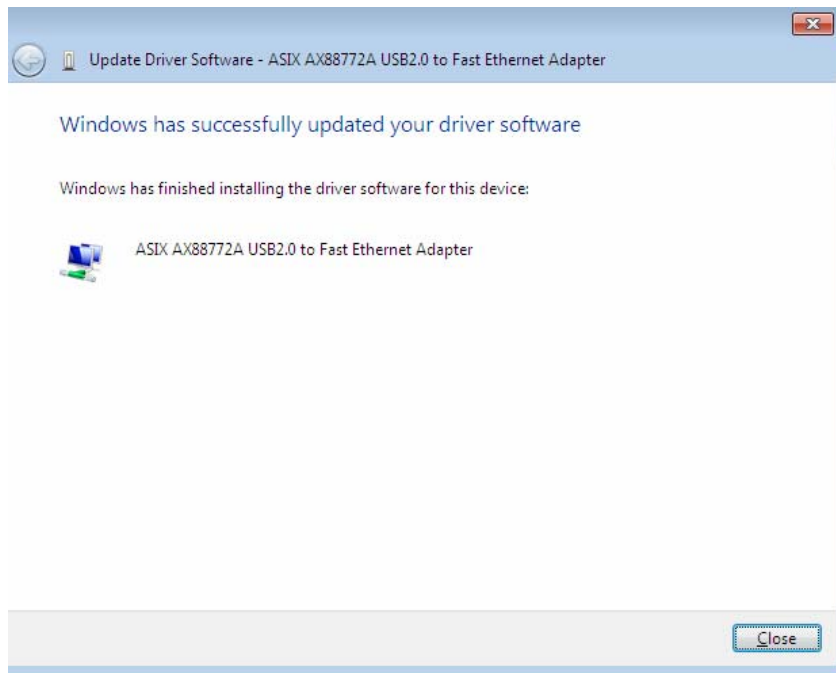 Update Driver Software - ASIX AX88772A USB2.0 to Fast Ethernet Adapter
Windows has successfully updated your driver software
Windows has finished installing the driver software for this device:
ASIX AX88772A USB2.0 to Fast Ethernet Adapter
Close